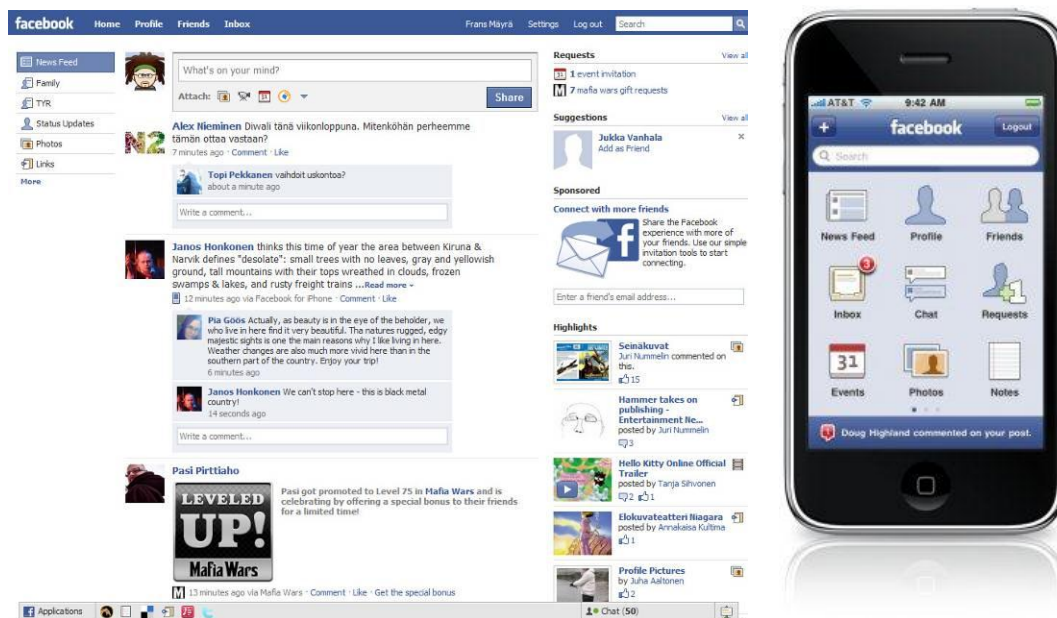 facebook Home Profile Friends Inbox Frans Mäyrä Settings Log out Search
News Feed
Family
TYR
Status Updates
Photos
Links
More
What's on your mind?
Attach: Share
Alex Nieminen Diwali tänä viikonloppuna. Mitenköhän perheemme
tämän ottaa vastaan?
7 minutes ago · Comment · Like
Topi Pekkanen vaihdoit uskontoa?
about a minute ago
Write a comment...
Janos Honkonen thinks this time of year the area between Kiruna &
Narvik defines "desolate": small trees with no leaves, gray and yellowish
ground, tall mountains with their tops wreathed in clouds, frozen
swamps & lakes, and rusty freight trains ...Read more
12 minutes ago via Facebook for iPhone · Comment · Like
Pia Göös Actually, as beauty is in the eye of the beholder, we
who live in here find it very beautiful. Tha natures rugged, edgy
majestic sights is one the main reasons why I like living in here.
Weather changes are also much more vivid here than in the
southern part of the country. Enjoy your trip!
6 minutes ago
Janos Honkonen We can't stop here - this is black metal
country!
14 seconds ago
Write a comment...
Pasi Pirttiaho
LEVELED
UP!
Mafia Wars
Pasi got promoted to Level 75 in Mafia Wars and is
celebrating by offering a special bonus to their friends
for a limited time!
13 minutes ago via Mafia Wars · Comment · Like · Get the special bonus
Requests View all
31 1 event invitation
M 7 mafia wars gift requests
Suggestions View all
Jukka Vanhala
Add as Friend
Sponsored
Connect with more friends
Share the Facebook
experience with more of
your friends. Use our simple
invitation tools to start
connecting.
Enter a friend's email address...
Highlights
Seinäkuvat
Juri Nummelin commented on
this.
15
Hammer takes on
publishing -
Entertainment Ne...
posted by Juri Nummelin
3
Hello Kitty Online Official
Trailer
posted by Tanja Sihvonen
2 1
Elokuvateatteri Niagara
posted by Annakaisa Kultima
1
Profile Pictures
by Juha Aaltonen
2
Applications Chat (50)
AT&T 9:42 AM
+ facebook Logout
Search
News Feed Profile Friends
3
Inbox Chat Requests
31
Events Photos Notes
Doug Highland commented on your post.